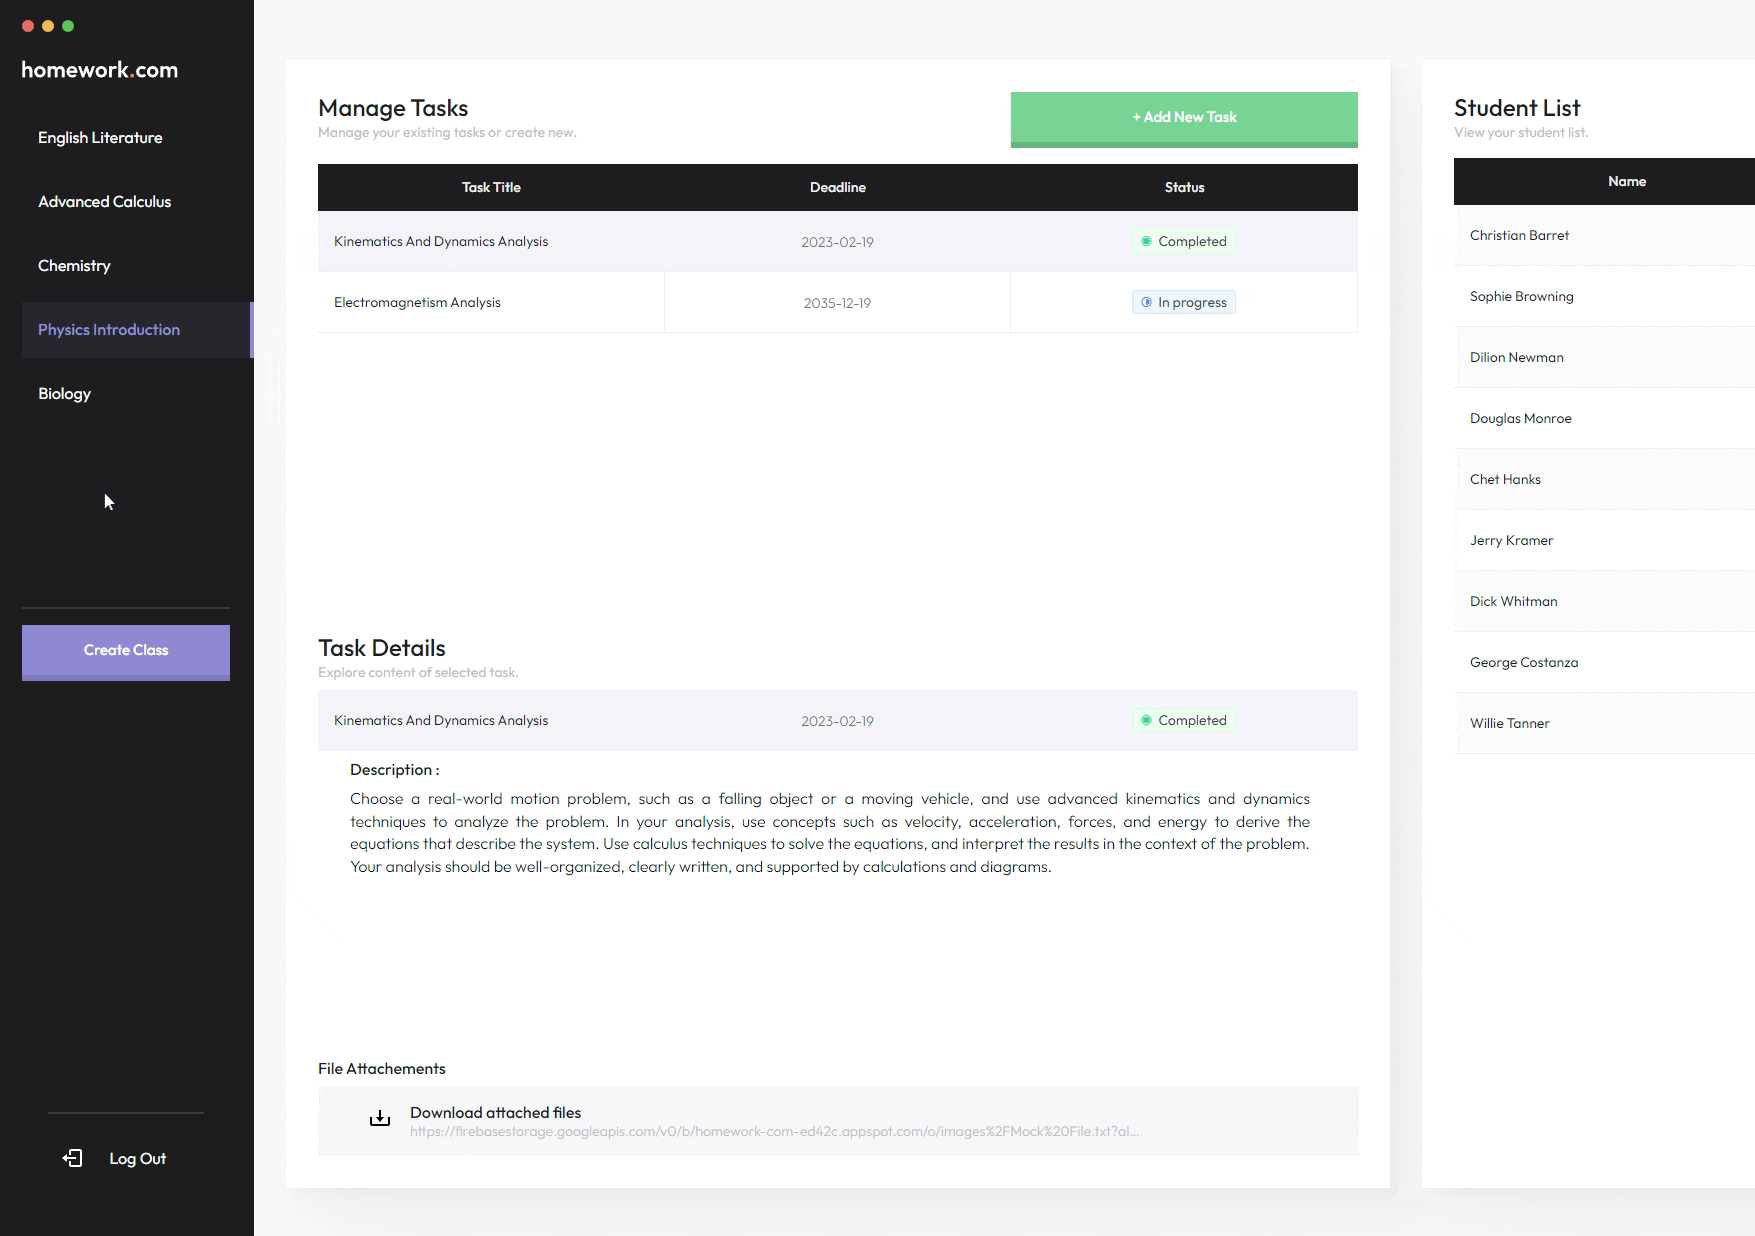 homework.com
English Literature
Advanced Calculus
Chemistry
Physics Introduction
Biology
Create Class
Log Out
Manage Tasks
Manage your existing tasks or create new.
+ Add New Task
Task Title Deadline Status
Kinematics And Dynamics Analysis 2023-02-19 Completed
Electromagnetism Analysis 2035-12-19 In progress
Task Details
Explore content of selected task.
Kinematics And Dynamics Analysis 2023-02-19 Completed
Description :
Choose a real-world motion problem, such as a falling object or a moving vehicle, and use advanced kinematics and dynamics
techniques to analyze the problem. In your analysis, use concepts such as velocity, acceleration, forces, and energy to derive the
equations that describe the system. Use calculus techniques to solve the equations, and interpret the results in the context of the problem.
Your analysis should be well-organized, clearly written, and supported by calculations and diagrams.
File Attachements
Download attached files
https://firebasestorage.googleapis.com/v0/b/homework-com-ed42c.appspot.com/o/images%2FMock%20File.txt?al...
Student List
View your student list.
Name
Christian Barret
Sophie Browning
Dilion Newman
Douglas Monroe
Chet Hanks
Jerry Kramer
Dick Whitman
George Costanza
Willie Tanner